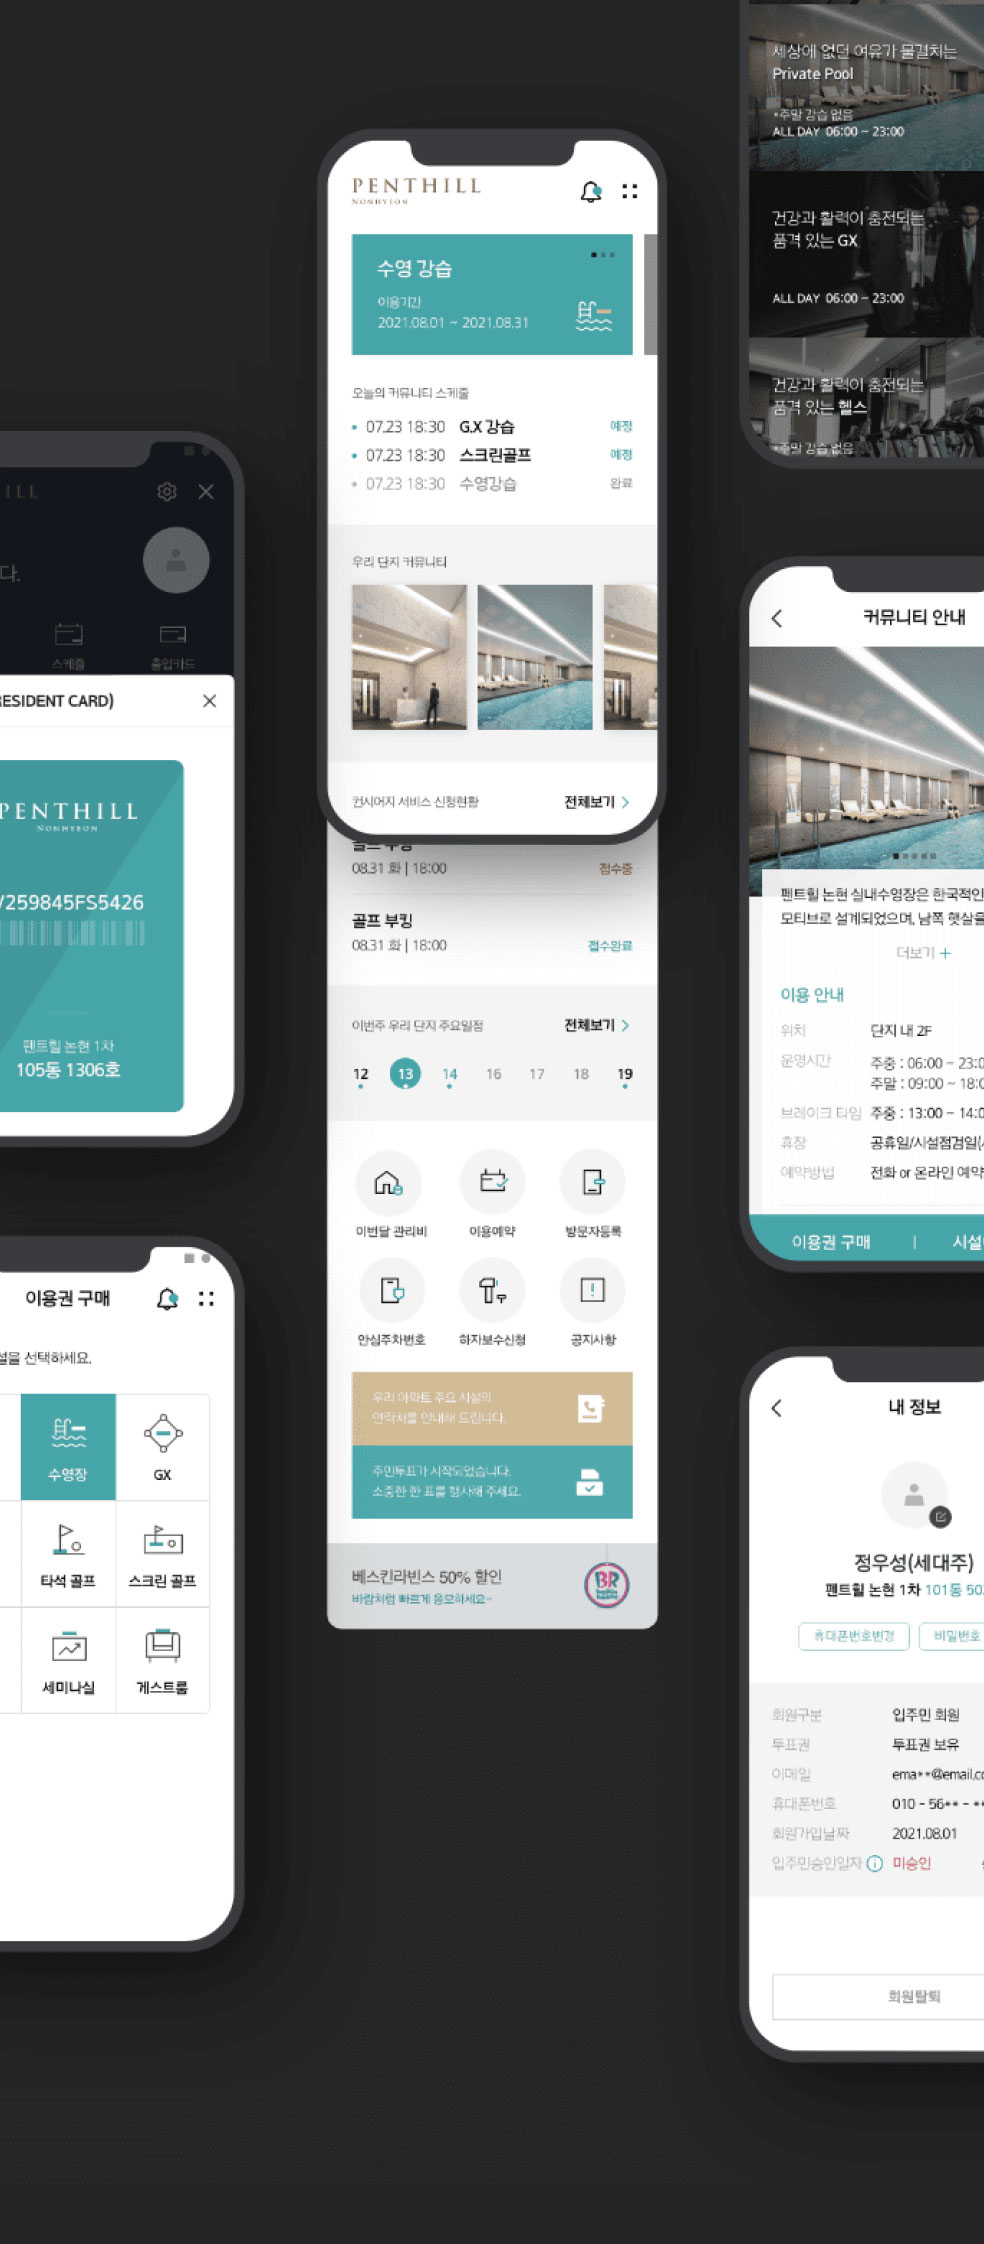 세상에 없던 여유가 물결치는
Private Pool
*주말 강습 없음
ALL DAY 06:00 ~ 23:00
건강과 활력이 충전되는
품격 있는 GX
ALL DAY 06:00 ~ 23:00
건강과 활력이 충전되는
품격 있는 헬스
*주말 강습 없음
PENTHILL
NONHYEON
수영 강습
이용기간
2021.08.01 ~ 2021.08.31
오늘의 커뮤니티 스케줄
07.23 18:30 G.X 강습 예정
07.23 18:30 스크린골프 예정
07.23 18:30 수영강습 완료
우리 단지 커뮤니티
컨시어지 서비스 신청현황 전체보기
골프 부킹
08.31 화 | 18:00 접수중
골프 부킹
08.31 화 | 18:00 접수완료
이번주 우리 단지 주요일정 전체보기
12 13 14 16 17 18 19
이번달 관리비 이용예약 방문자등록
안심주차번호 하자보수신청 공지사항
우리 아파트 주요 시설의
연락처를 안내해 드립니다.
주민투표가 시작되었습니다.
소중한 한 표를 행사해 주세요.
베스킨라빈스 50% 할인
바람처럼 빠르게 응모하세요~
BR
ILL
다.
스케줄 출입카드
RESIDENT CARD)
PENTHILL
NONHYEON
/259845FS5426
펜트힐 논현 1차
105동 1306호
이용권 구매
설을 선택하세요.
수영장 GX
타석 골프 스크린 골프
세미나실 게스트룸
커뮤니티 안내
펜트힐 논현 실내수영장은 한국적인
모티브로 설계되었으며, 남쪽 햇살을
더보기 +
이용 안내
위치 단지 내 2F
운영시간 주중 : 06:00 ~ 23:0
주말 : 09:00 ~ 18:0
브레이크 타임 주중 : 13:00 ~ 14:0
휴장 공휴일/시설점검일(
예약방법 전화 or 온라인 예약
이용권 구매 | 시설
내 정보
정우성(세대주)
펜트힐 논현 1차 101동 50
휴대폰번호변경 비밀번호
회원구분 입주민 회원
투표권 투표권 보유
이메일 ema**@email.co
휴대폰번호 010 - 56** - *
회원가입날짜 2021.08.01
입주민승인일자 미승인
회원탈퇴